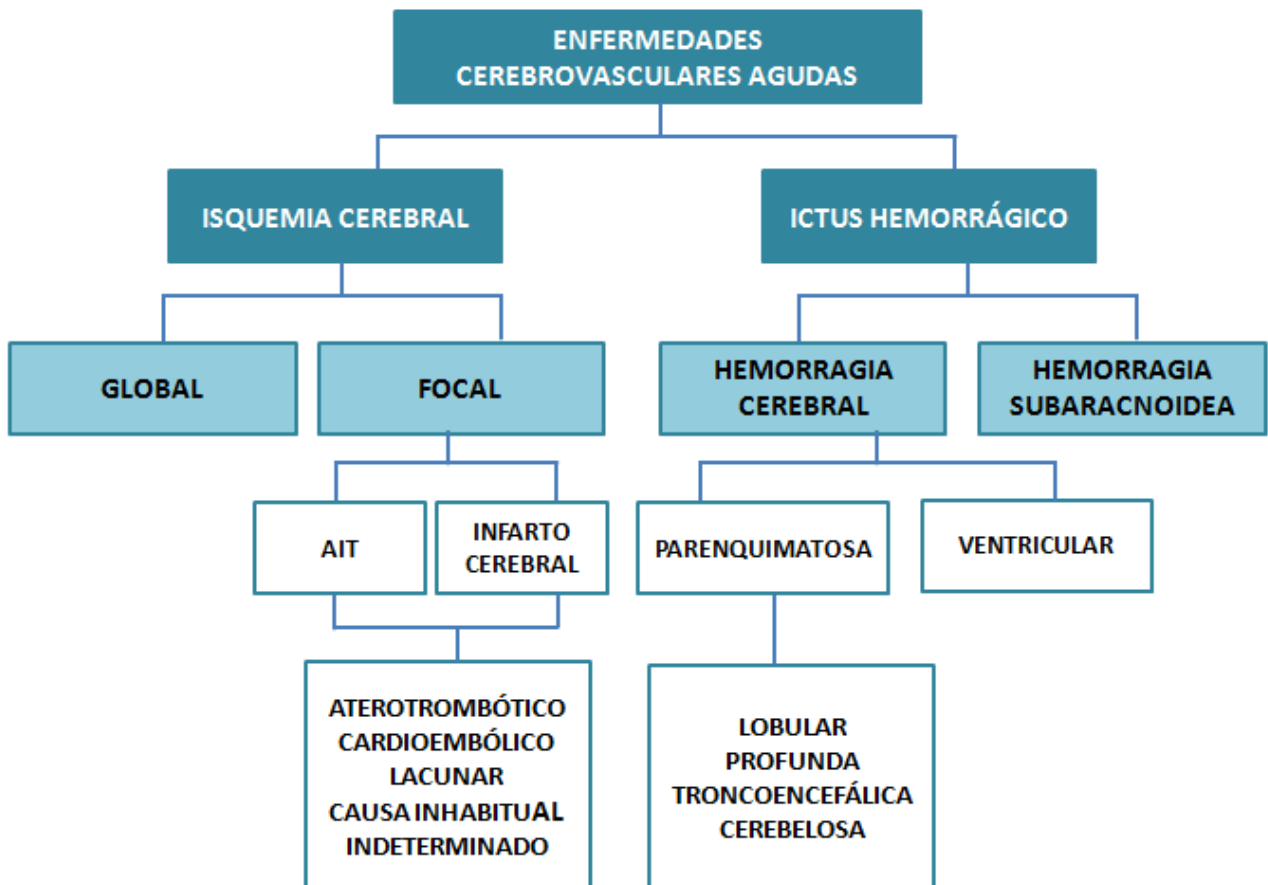 ENFERMEDADES
CEREBROVASCULARES AGUDAS
ISQUEMIA CEREBRAL
ICTUS HEMORRÁGICO
GLOBAL
FOCAL
HEMORRAGIA
CEREBRAL
HEMORRAGIA
SUBARACNOIDEA
AIT
INFARTO
CEREBRAL
PARENQUIMATOSA
VENTRICULAR
ATEROTROMBÓTICO
CARDIOEMBÓLICO
LACUNAR
CAUSA INHABITUAL
INDETERMINADO
LOBULAR
PROFUNDA
TRONCOENCEFÁLICA
CEREBELOSA